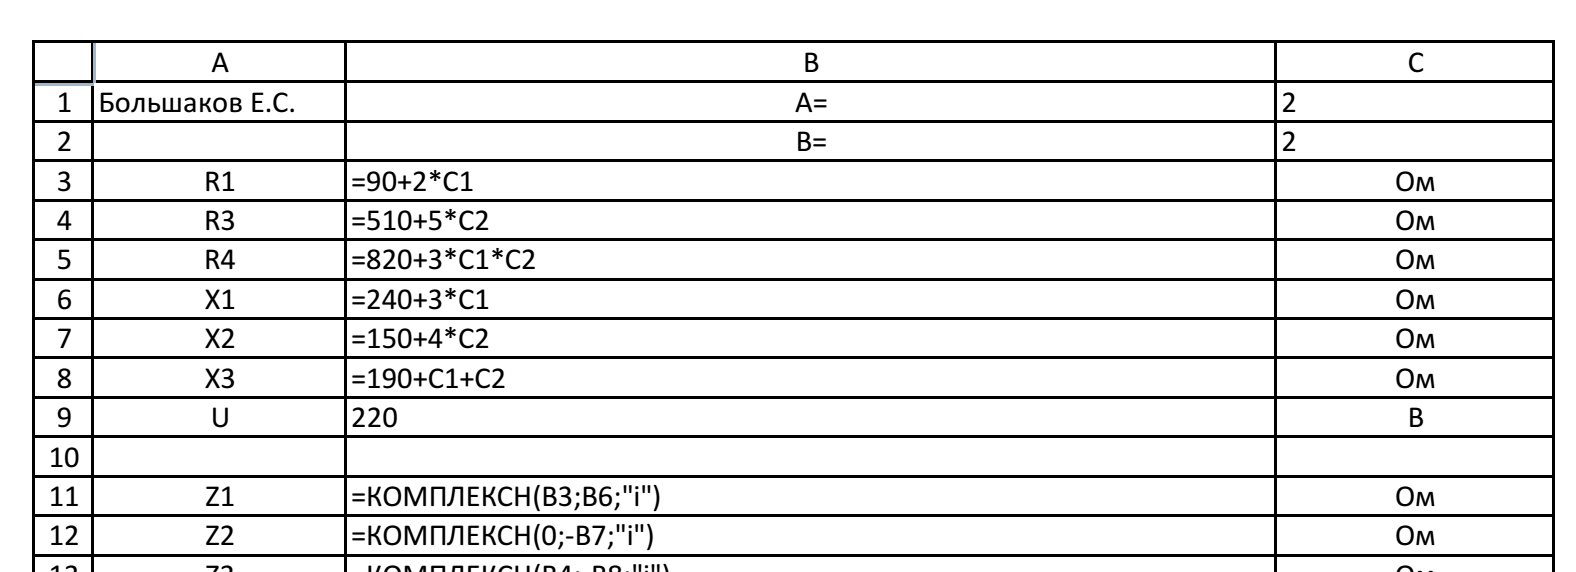 A B C
1 Большаков Е.С. A= 2
2 B= 2
3 R1 =90+2*C1 Ом
4 R3 =510+5*C2 Ом
5 R4 =820+3*C1*C2 Ом
6 X1 =240+3*C1 Ом
7 X2 =150+4*C2 Ом
8 X3 =190+C1+C2 Ом
9 U 220 В
10
11 Z1 =КОМПЛЕКСН(B3;B6;"i") Ом
12 Z2 =КОМПЛЕКСН(0;-B7;"i") Ом